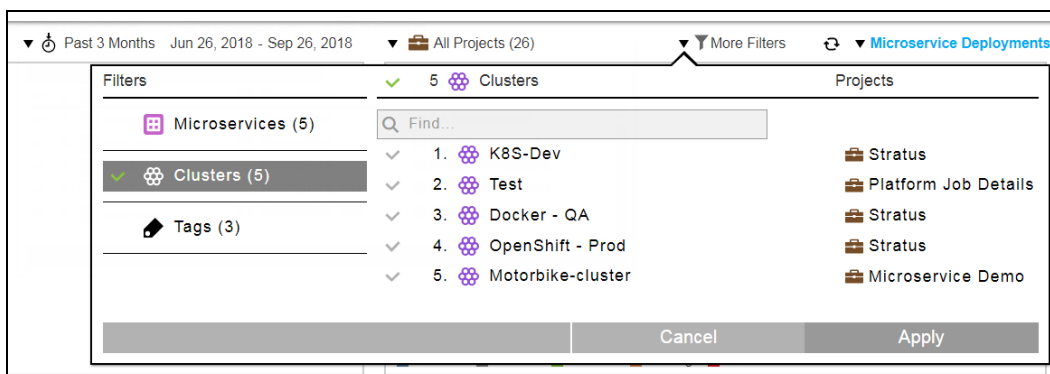 Past 3 Months Jun 26, 2018 - Sep 26, 2018 All Projects (26) More Filters Microservice Deployments
Filters 5 Clusters Projects
Microservices (5)
Find...
Clusters (5)
Tags (3)
1. K8S-Dev Stratus
2. Test Platform Job Details
3. Docker - QA Stratus
4. OpenShift - Prod Stratus
5. Motorbike-cluster Microservice Demo
Cancel Apply